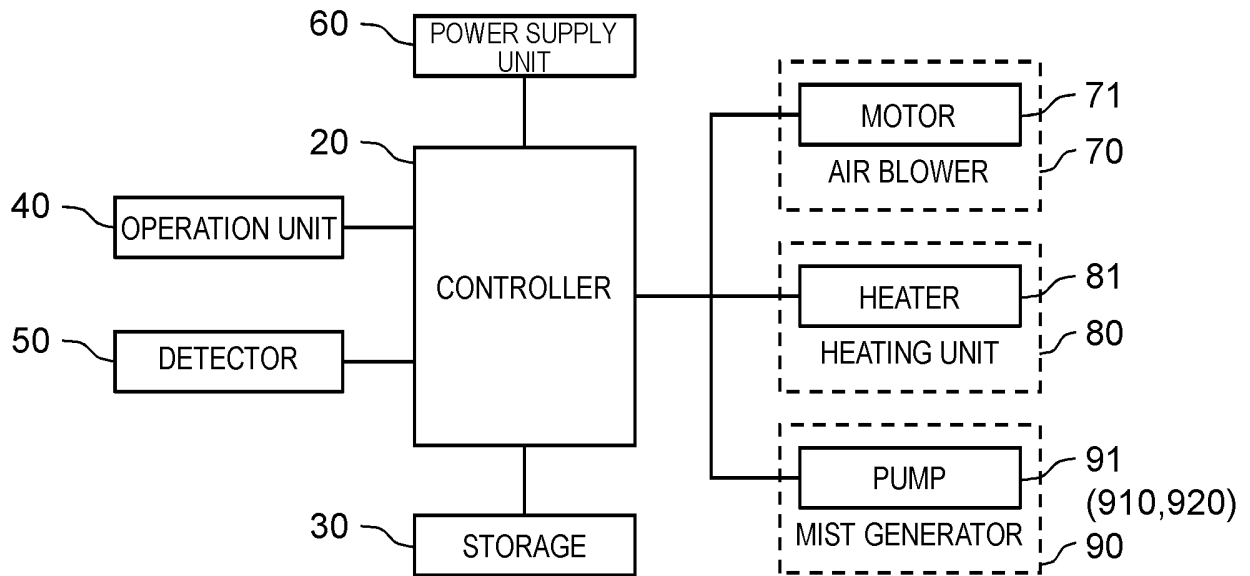 60
POWER SUPPLY
UNIT
20
40
OPERATION UNIT
50
DETECTOR
CONTROLLER
30
STORAGE
MOTOR
71
AIR BLOWER
70
HEATER
81
HEATING UNIT
80
PUMP
91
(910,920)
MIST GENERATOR
90